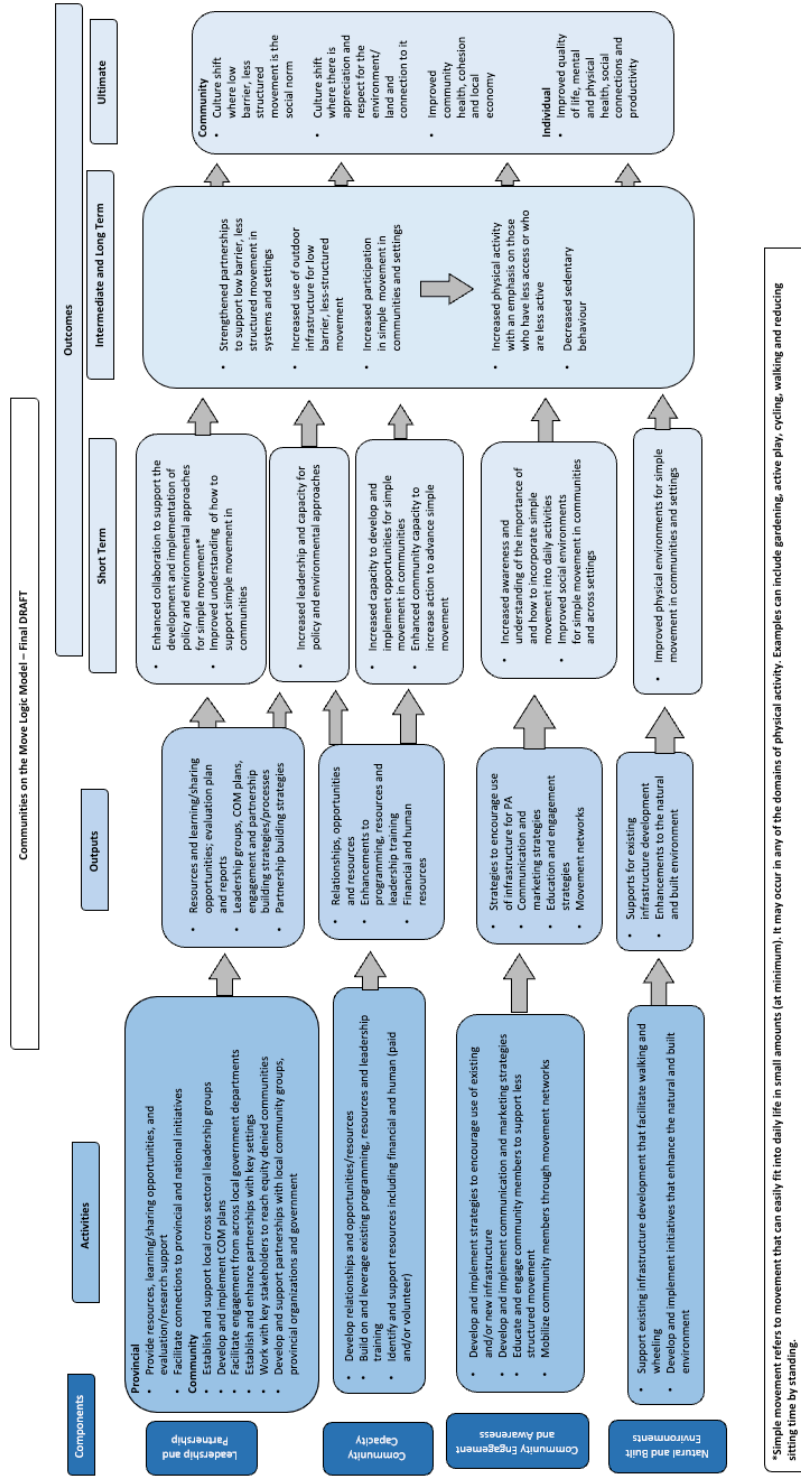 Communities on the Move Logic Model – Final DRAFT
Outcomes
Components
Activities
Outputs
Short Term
Intermediate and Long Term
Ultimate
Leadership and
Partnership
Provincial
• Provide resources, learning/sharing opportunities, and
evaluation/research support
• Facilitate connections to provincial and national initiatives
Community
• Establish and support local cross sectoral leadership groups
• Develop and implement COM plans
• Facilitate engagement from across local government departments
• Establish and enhance partnerships with key settings
• Work with key stakeholders to reach equity denied communities
• Develop and support partnerships with local community groups,
provincial organizations and government
• Resources and learning/sharing
opportunities; evaluation plan
and reports
• Leadership groups, COM plans,
engagement and partnership
building strategies/processes
• Partnership building strategies
• Enhanced collaboration to support the
development and implementation of
policy and environmental approaches
for simple movement*
• Improved understanding of how to
support simple movement in
communities
• Increased leadership and capacity for
policy and environmental approaches
Community
Capacity
• Develop relationships and opportunities/resources
• Build on and leverage existing programming, resources and leadership
training
• Identify and support resources including financial and human (paid
and/or volunteer)
• Relationships, opportunities
and resources
• Enhancements to
programming, resources and
leadership training
• Financial and human
resources
• Increased capacity to develop and
implement opportunities for simple
movement in communities
• Enhanced community capacity to
increase action to advance simple
movement
Community Engagement
and Awareness
• Develop and implement strategies to encourage use of existing
and/or new infrastructure
• Develop and implement communication and marketing strategies
• Educate and engage community members to support less
structured movement
• Mobilize community members through movement networks
• Strategies to encourage use
of infrastructure for PA
• Communication and
marketing strategies
• Education and engagement
strategies
• Movement networks
• Increased awareness and
understanding of the importance of
and how to incorporate simple
movement into daily activities
• Improved social environments
for simple movement in communities
and across settings
Natural and Built
Environments
• Support existing infrastructure development that facilitate walking and
wheeling
• Develop and implement initiatives that enhance the natural and built
environment
• Supports for existing
infrastructure development
• Enhancements to the natural
and built environment
• Improved physical environments for simple
movement in communities and settings
• Strengthened partnerships
to support low barrier, less
structured movement in
systems and settings
• Increased use of outdoor
infrastructure for low
barrier, less-structured
movement
• Increased participation
in simple movement in
communities and settings
• Increased physical activity
with an emphasis on those
who have less access or who
are less active
• Decreased sedentary
behaviour
Community
• Culture shift
where low
barrier, less
structured
movement is the
social norm
• Culture shift
where there is
appreciation and
respect for the
environment/
land and
connection to it
• Improved
community
health, cohesion
and local
economy
Individual
• Improved quality
of life, mental
and physical
health, social
connections and
productivity
*Simple movement refers to movement that can easily fit into daily life in small amounts (at minimum). It may occur in any of the domains of physical activity. Examples can include gardening, active play, cycling, walking and reducing
sitting time by standing.